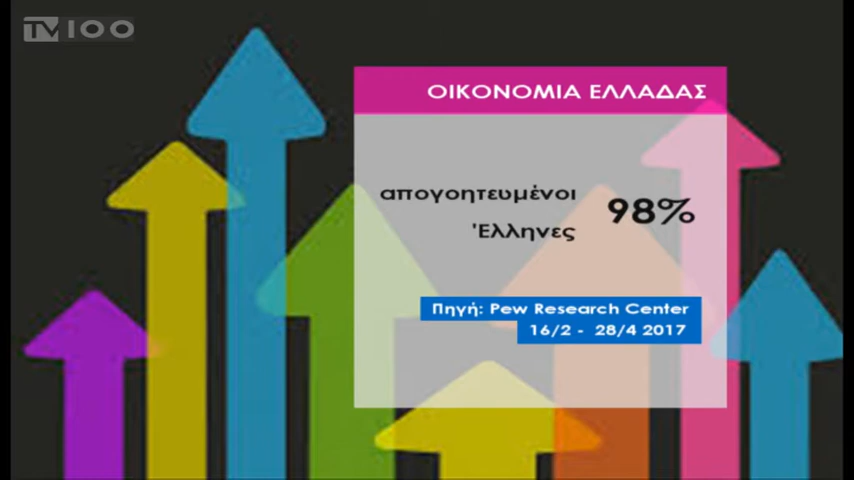 TV100
ΟΙΚΟΝΟΜΙΑ ΕΛΛΑΔΑΣ
απογοητευμένοι
Έλληνες
98%
Πηγή: Pew Research Center
16/2 - 28/4 2017